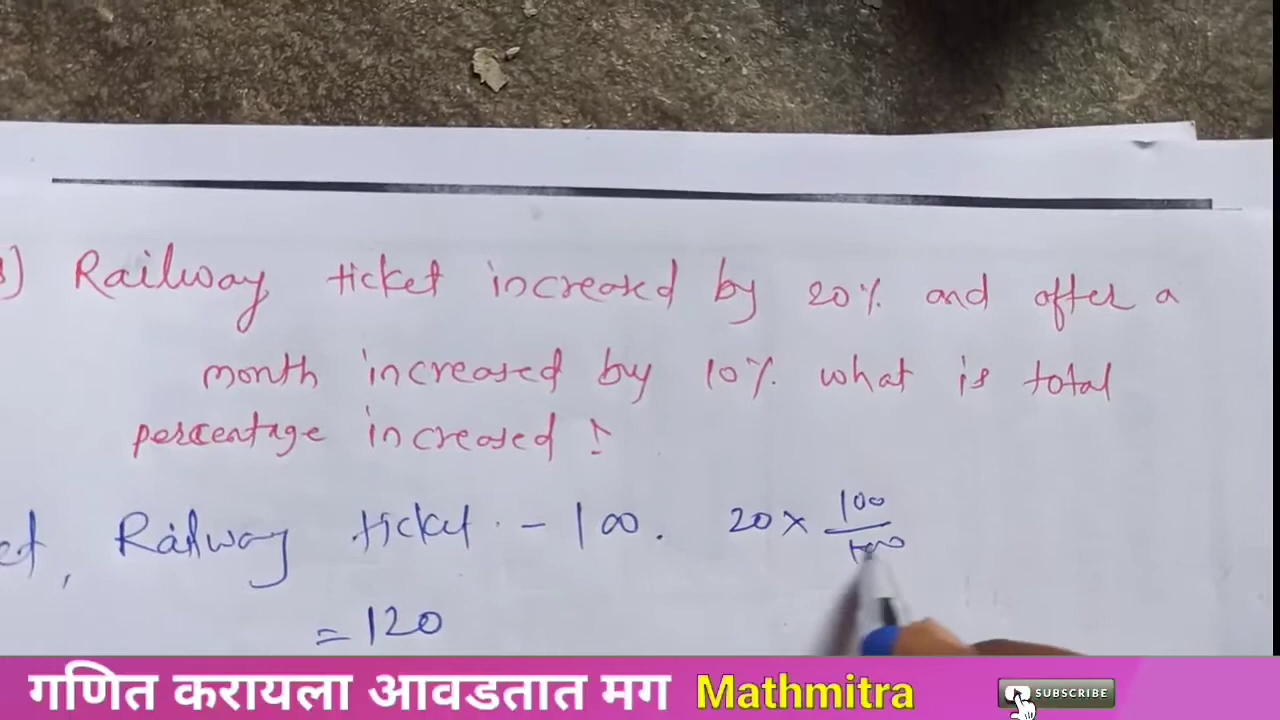 ) Railway ticket increased by 20% and after a
month increased by 10% what is total
percentage increased ?
et, Railway ticket - 100. 20 × 100/100
= 120
गणित करायला आवडतात मग Mathmitra SUBSCRIBE